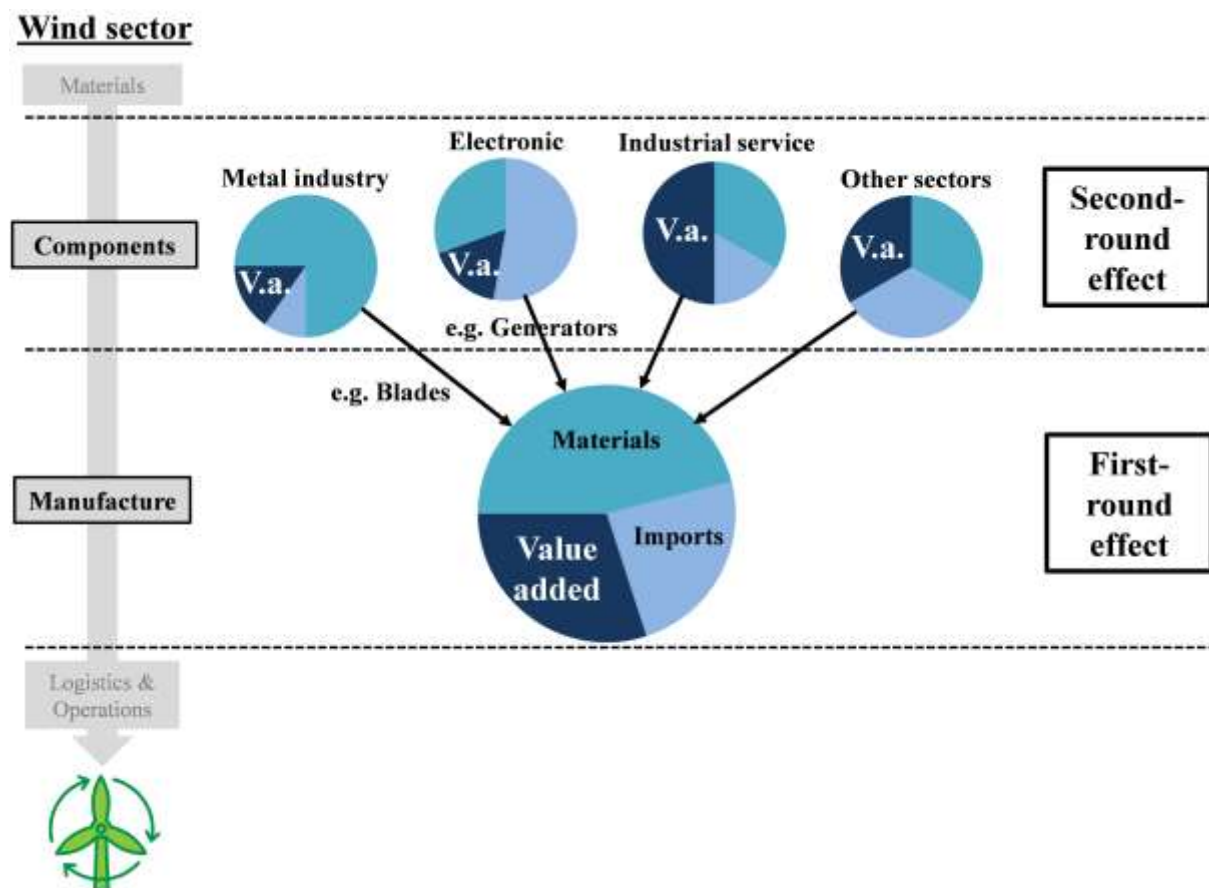 Wind sector
Materials
Electronic
Industrial service
Metal industry
Other sectors
Components
V.a.
V.a.
V.a.
V.a.
Second-
round
effect
e.g. Generators
e.g. Blades
Materials
Manufacture
Imports
Value
added
First-
round
effect
Logistics &
Operations